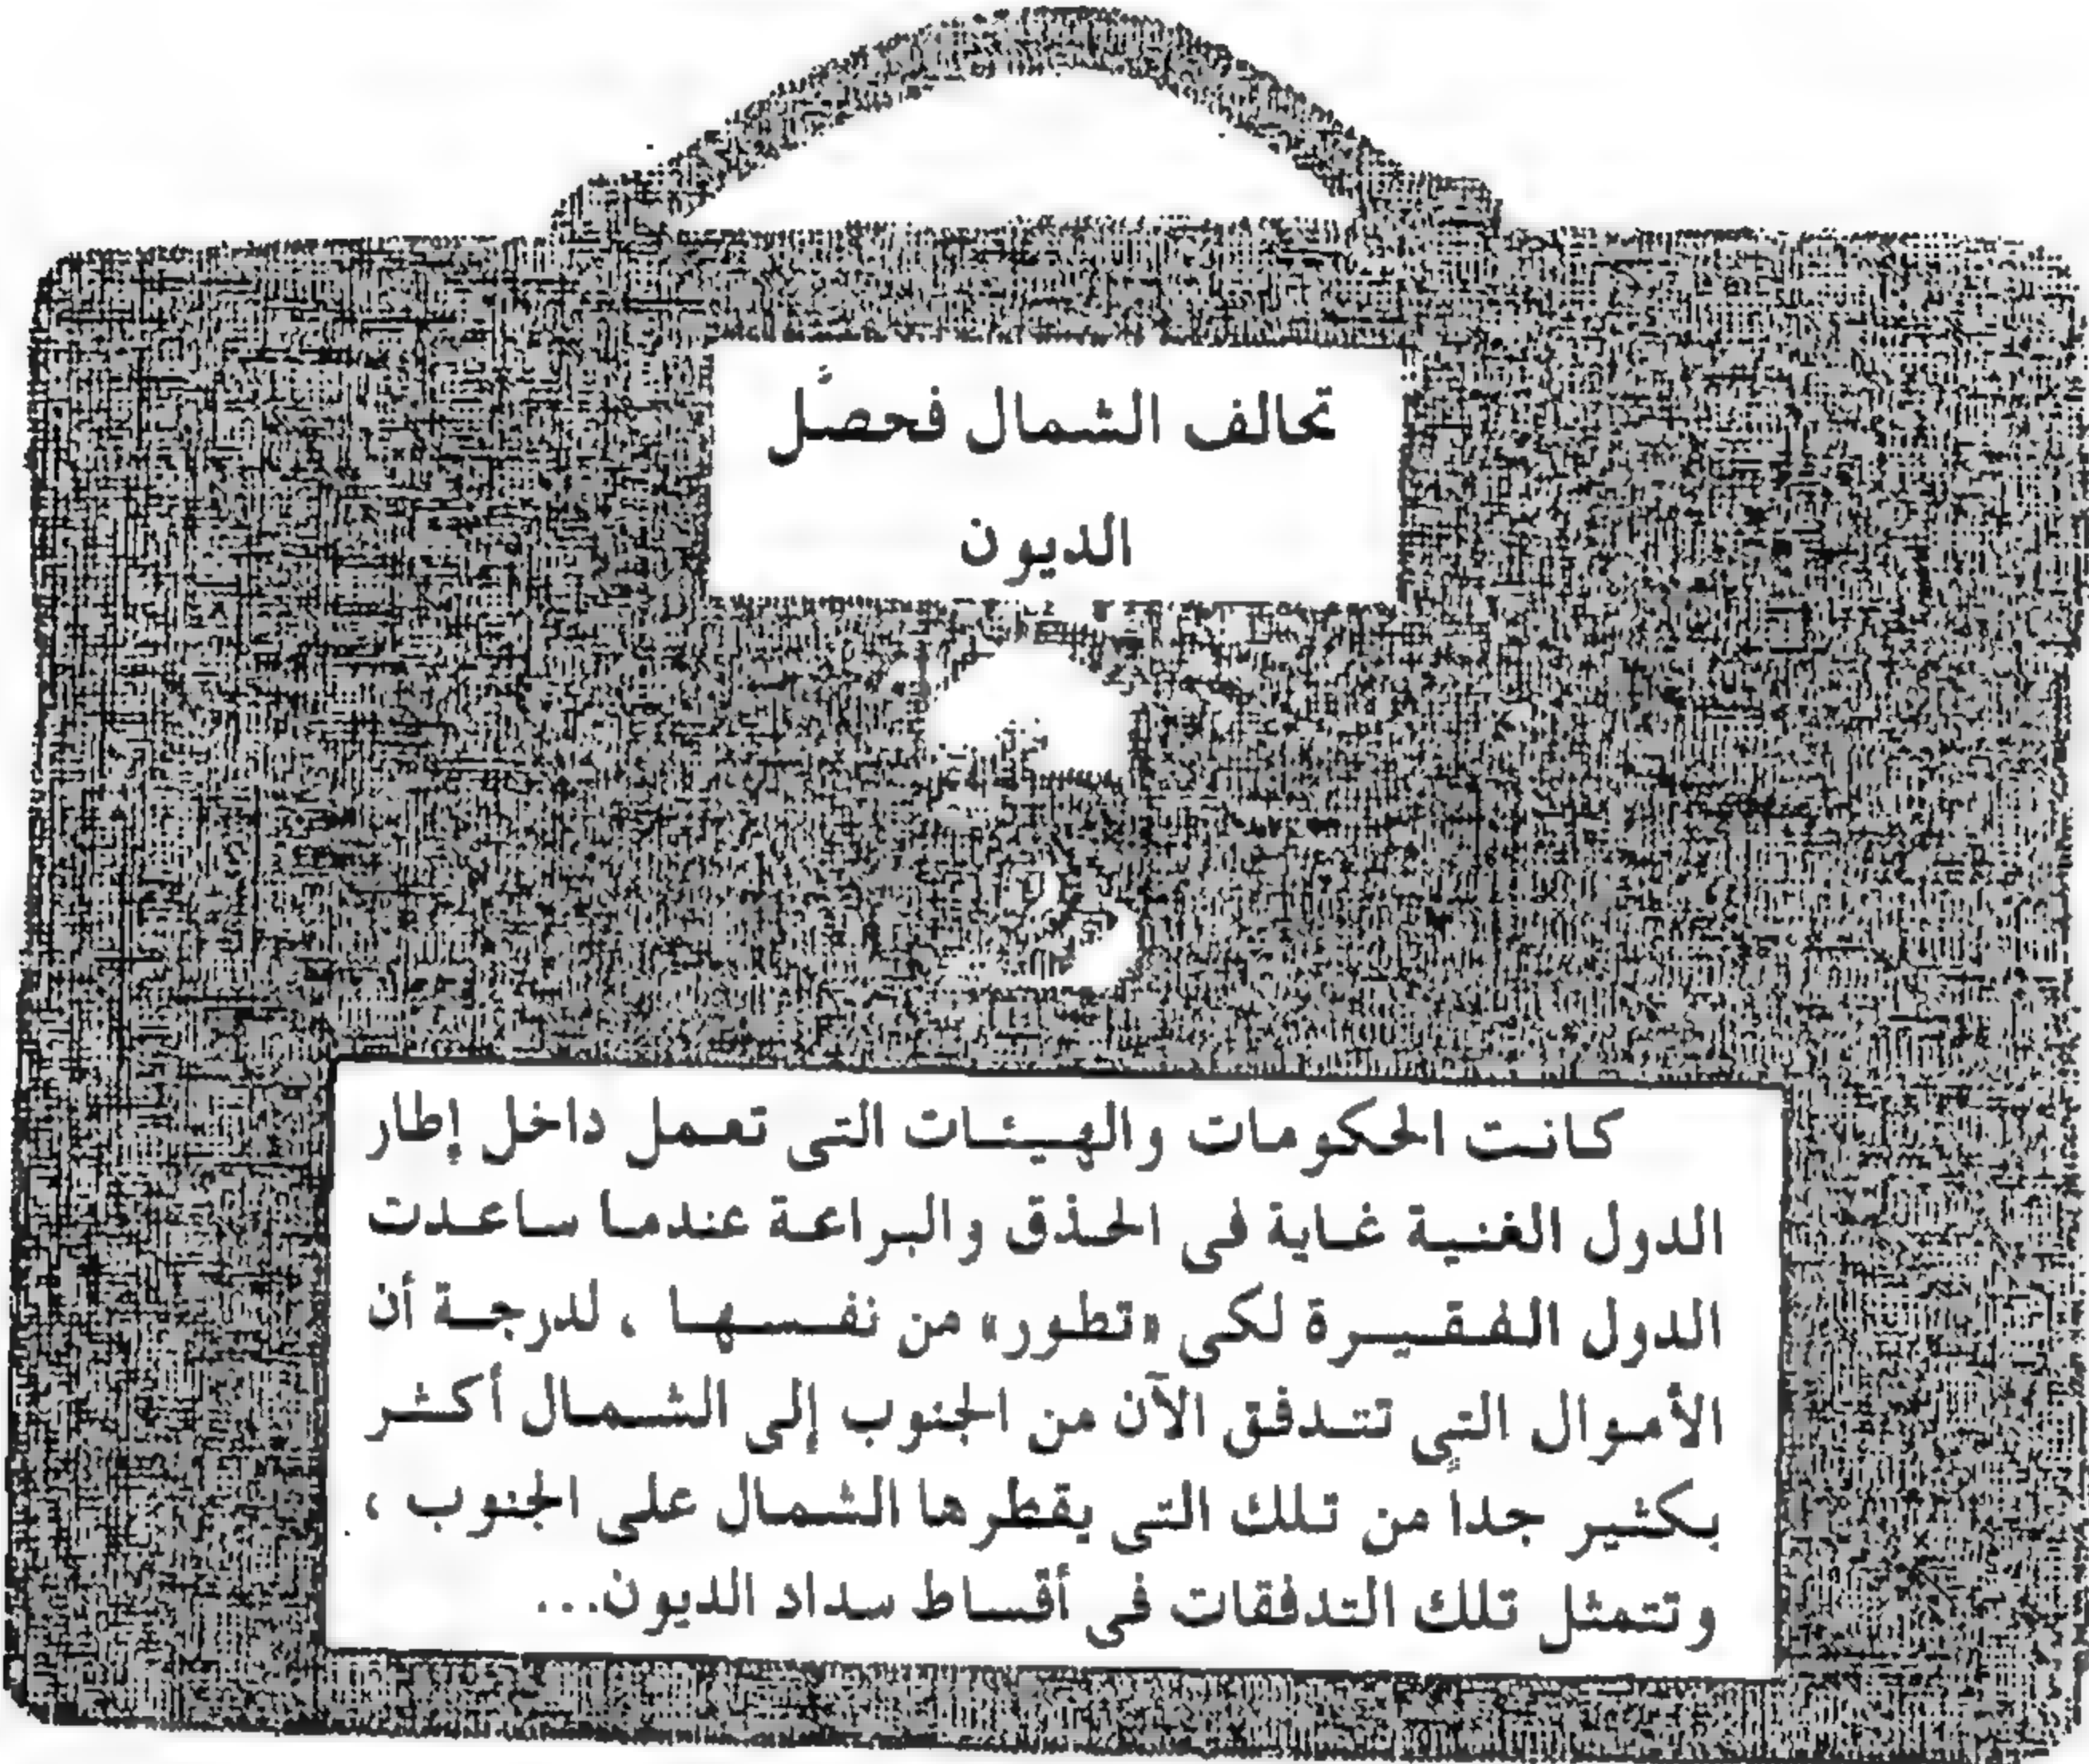 تحالف الشمال فحصَّل
الديون
كانت الحكومات والهيئات التى تعمل داخل إطار
الدول الغنية غاية فى الحذق والبراعة عندما ساعدت
الدول الفقيرة لكى «تطور» من نفسها ، لدرجة أن
الأموال التى تتدفق الآن من الجنوب إلى الشمال أكثر
بكثير جداً من تلك التى يقطرها الشمال على الجنوب ،
وتتمثل تلك التدفقات فى أقساط سداد الديون...